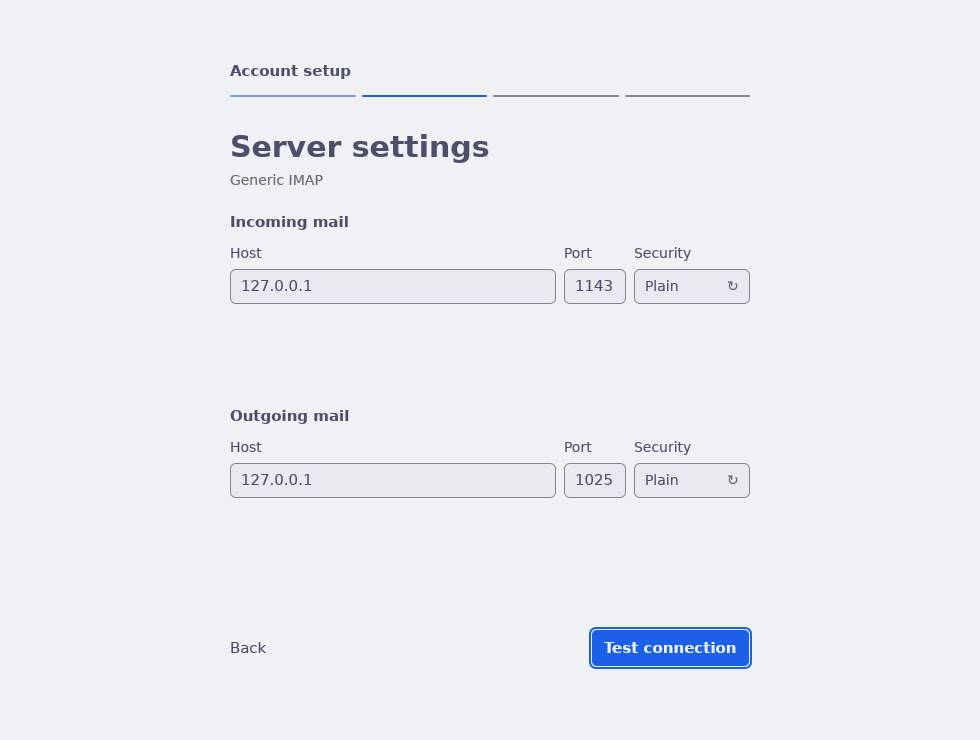 Account setup
Server settings
Generic IMAP
Incoming mail
Host Port Security
127.0.0.1 1143 Plain ↻
Outgoing mail
Host Port Security
127.0.0.1 1025 Plain ↻
Back Test connection